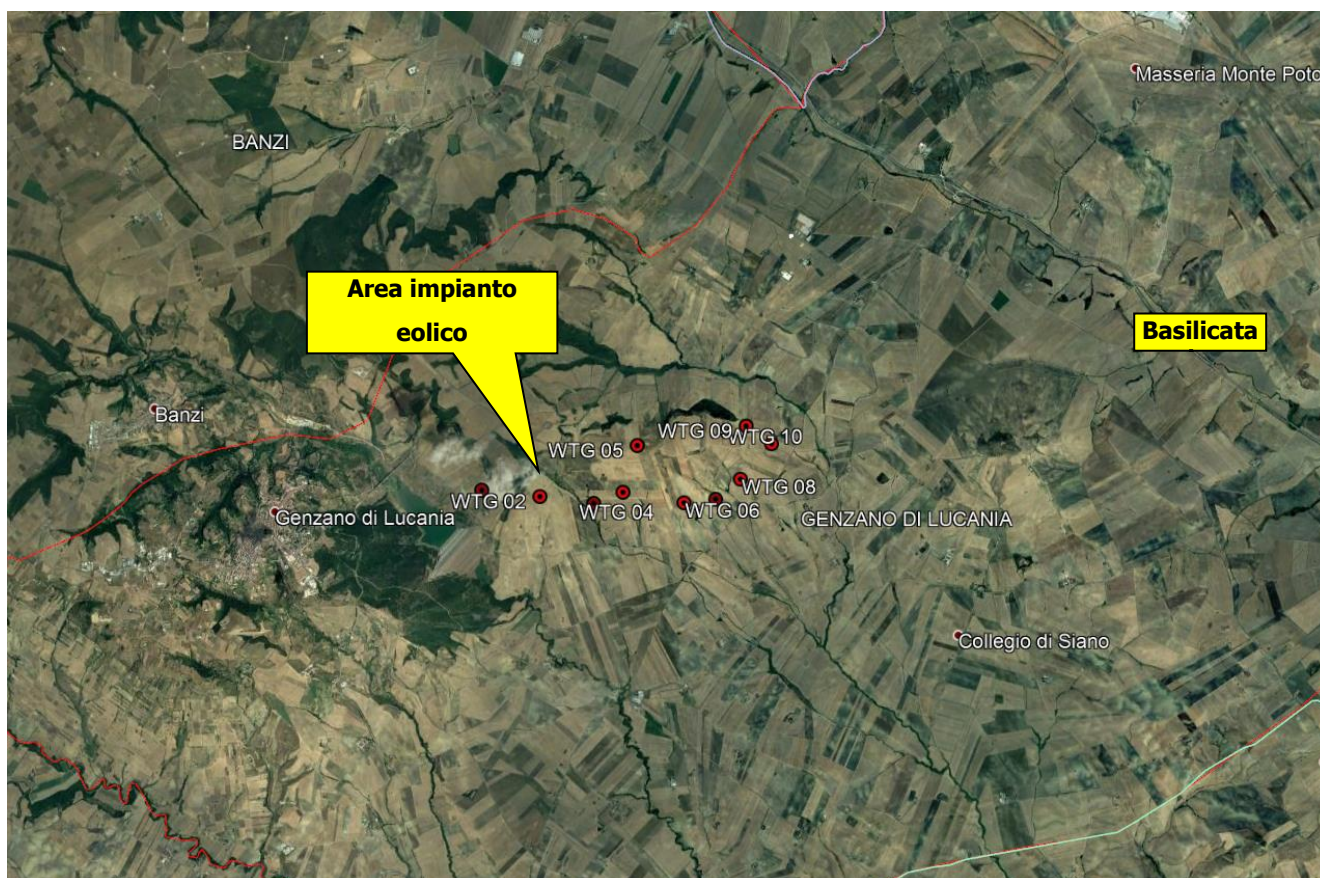 Masseria Monte Poto
BANZI
Area impianto
eolico
Basilicata
Banzi
WTG 09
WTG 10
WTG 05
WTG 08
WTG 02
WTG 04
WTG 06
Genzano di Lucania
GENZANO DI LUCANIA
Collegio di Siano